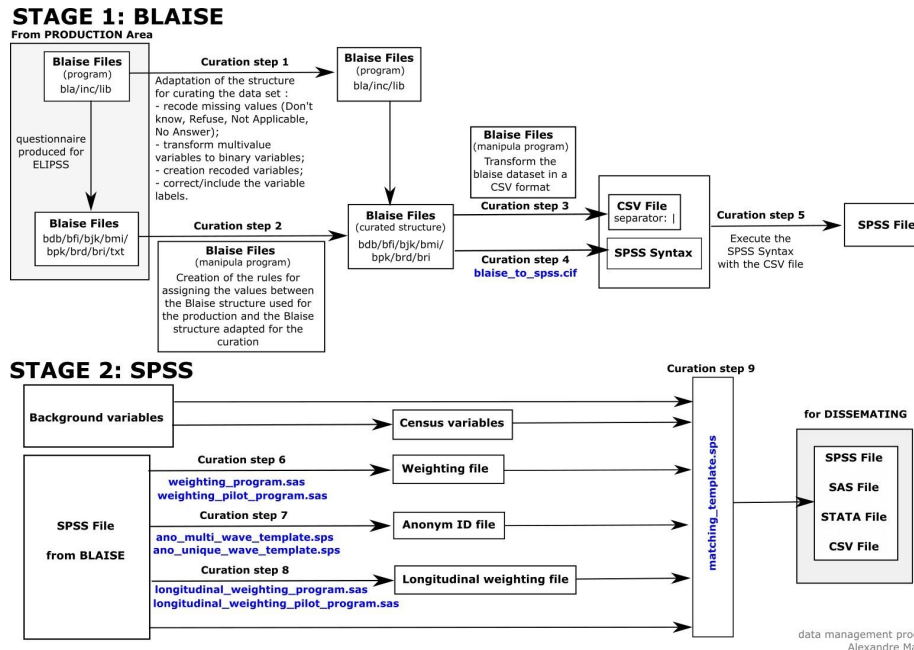 STAGE 1: BLAISE
From PRODUCTION Area
Blaise Files
(program)
bla/inc/lib
questionnaire
produced for
ELIPSS
Blaise Files
bdb/bfi/bjk/bmi/
bpk/brd/bri/txt
Curation step 1
Adaptation of the structure
for curating the data set :
- recode missing values (Don't
know, Refuse, Not Applicable,
No Answer);
- transform multivalue
variables to binary variables;
- creation recoded variables;
- correct/include the variable
labels.
Blaise Files
(program)
bla/inc/lib
Curation step 2
Blaise Files
(manipula program)
Creation of the rules for
assigning the values between
the Blaise structure used for
the production and the Blaise
structure adapted for the
curation
Blaise Files
(curated structure)
bdb/bfi/bjk/bmi/
bpk/brd/bri
Blaise Files
(manipula program)
Transform the
blaise dataset in a
CSV format
Curation step 3
Curation step 4
blaise_to_spss.cif
CSV File
separator: |
SPSS Syntax
Curation step 5
Execute the
SPSS Syntax
with the CSV file
SPSS File
STAGE 2: SPSS
Background variables
Census variables
SPSS File
from BLAISE
Curation step 6
weighting_program.sas
weighting_pilot_program.sas
Weighting file
Curation step 7
ano_multi_wave_template.sps
ano_unique_wave_template.sps
Anonym ID file
Curation step 8
longitudinal_weighting_program.sas
longitudinal_weighting_pilot_program.sas
Longitudinal weighting file
Curation step 9
matching_template.sps
for DISSEMATING
SPSS File
SAS File
STATA File
CSV File
data management
Alexandre